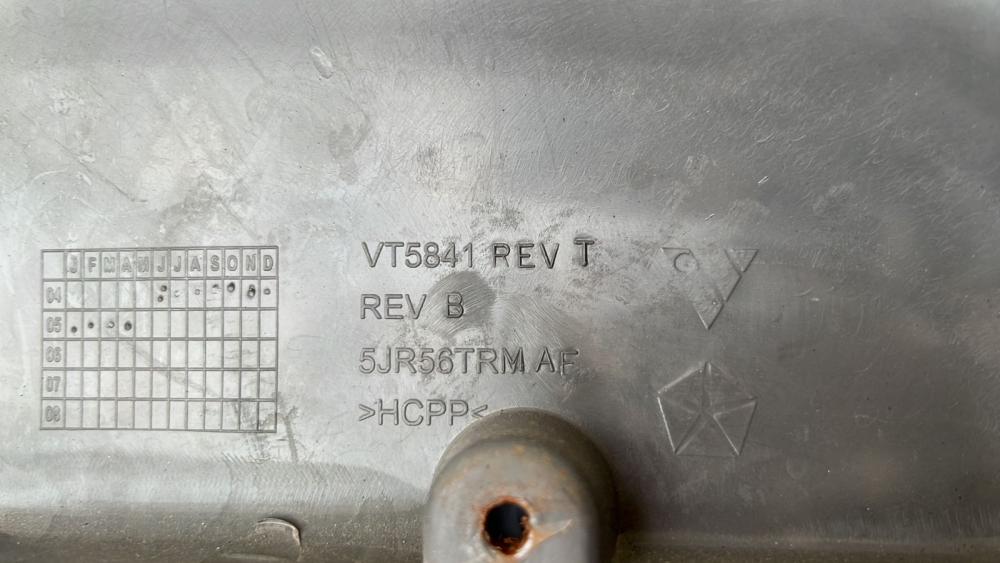 J F M A M J J A S O N D
04
05
06
07
08
VT5841 REV T
REV B
5JR56TRM AF
>HCPP<